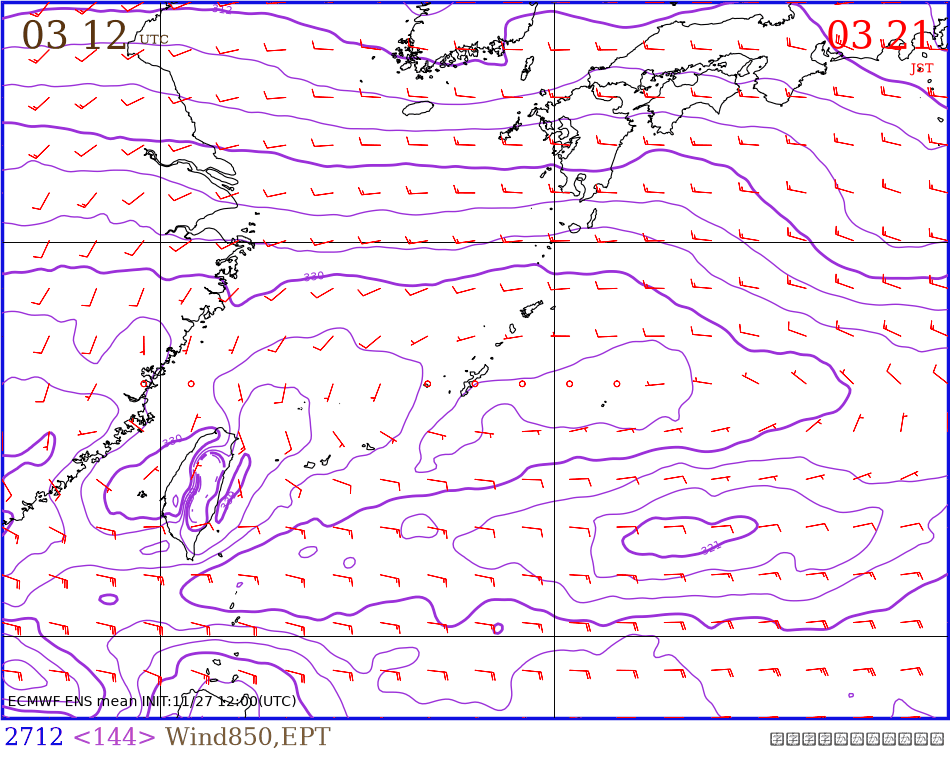 312
03 12 UTC
03 21 JST
330
330
321
ECMWF ENS mean INIT:11/27 12:00(UTC)
2712 <144> Wind850,EPT